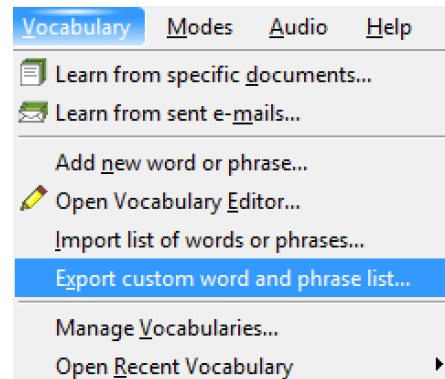 Vocabulary Modes Audio Help
Learn from specific documents...
Learn from sent e-mails...
Add new word or phrase...
Open Vocabulary Editor...
Import list of words or phrases...
Export custom word and phrase list...
Manage Vocabularies...
Open Recent Vocabulary